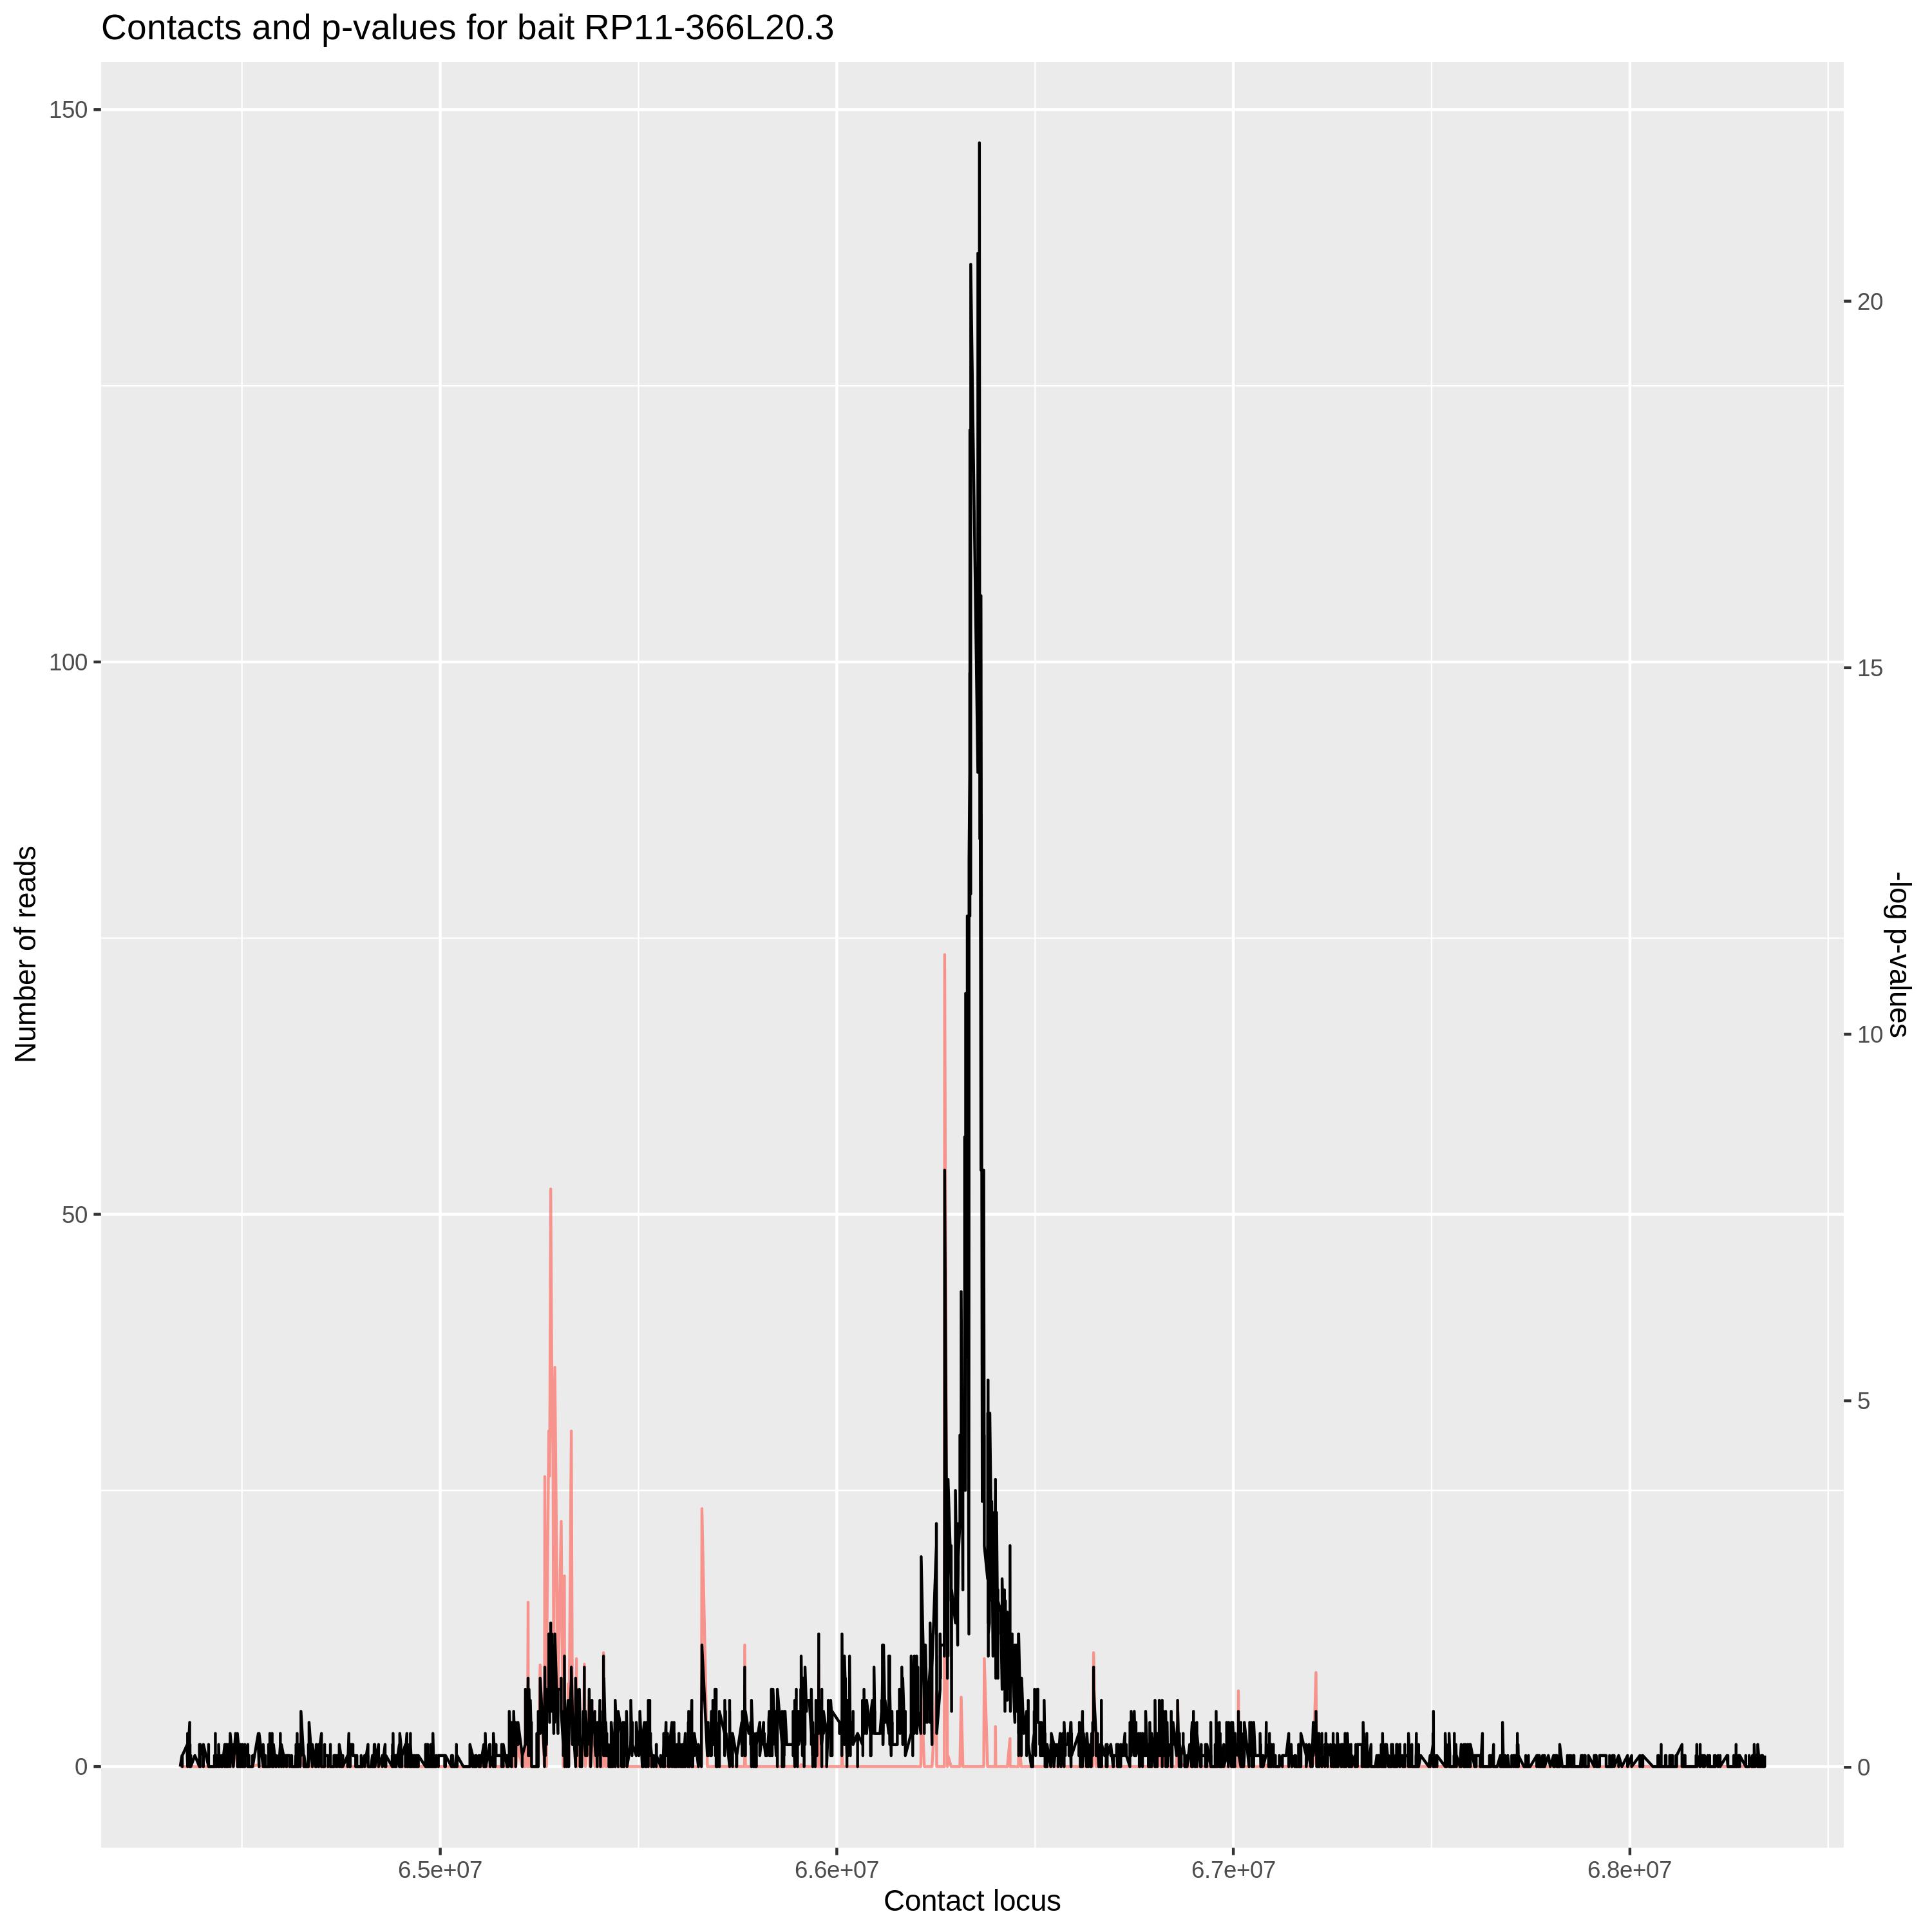 Contacts and p-values for bait RP11-366L20.3
150
100
50
0
Number of reads
20
15
10
5
0
-log p-values
6.5e+07
6.6e+07
6.7e+07
6.8e+07
Contact locus